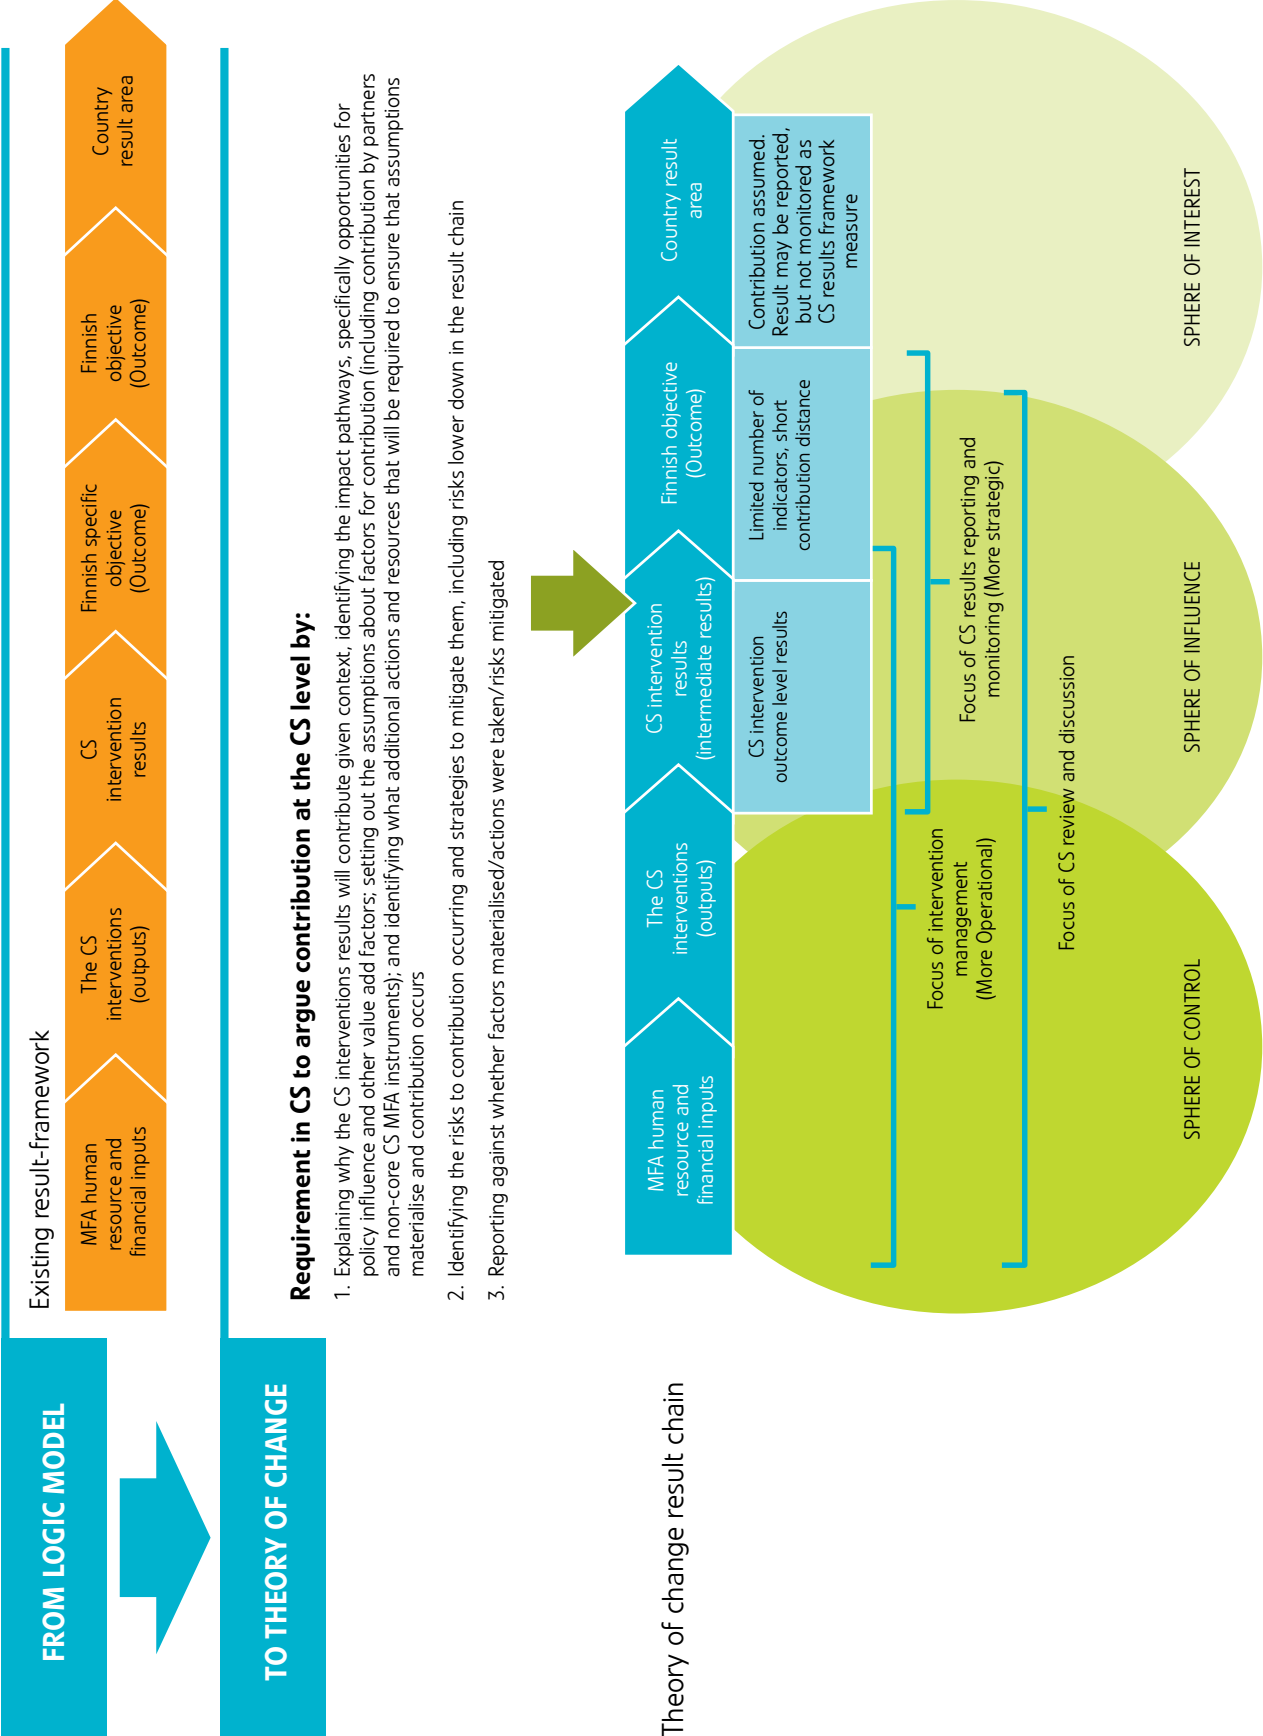 FROM LOGIC MODEL
Existing result-framework
MFA human
resource and
financial inputs
The CS
interventions
(outputs)
CS
intervention
results
Finnish specific
objective
(Outcome)
Finnish
objective
(Outcome)
Country
result area
TO THEORY OF CHANGE
Requirement in CS to argue contribution at the CS level by:
1. Explaining why the CS interventions results will contribute given context, identifying the impact pathways, specifically opportunities for
policy influence and other value add factors; setting out the assumptions about factors for contribution (including contribution by partners
and non-core CS MFA instruments); and identifying what additional actions and resources that will be required to ensure that assumptions
materialise and contribution occurs
2. Identifying the risks to contribution occurring and strategies to mitigate them, including risks lower down in the result chain
3. Reporting against whether factors materialised/actions were taken/risks mitigated
Theory of change result chain
MFA human
resource and
financial inputs
The CS
interventions
(outputs)
CS intervention
results
(intermediate results)
Finnish objective
(Outcome)
Country result
area
CS intervention
outcome level results
Limited number of
indicators, short
contribution distance
Contribution assumed.
Result may be reported,
but not monitored as
CS results framework
measure
Focus of intervention
management
(More Operational)
Focus of CS results reporting and
monitoring (More strategic)
Focus of CS review and discussion
SPHERE OF CONTROL
SPHERE OF INFLUENCE
SPHERE OF INTEREST